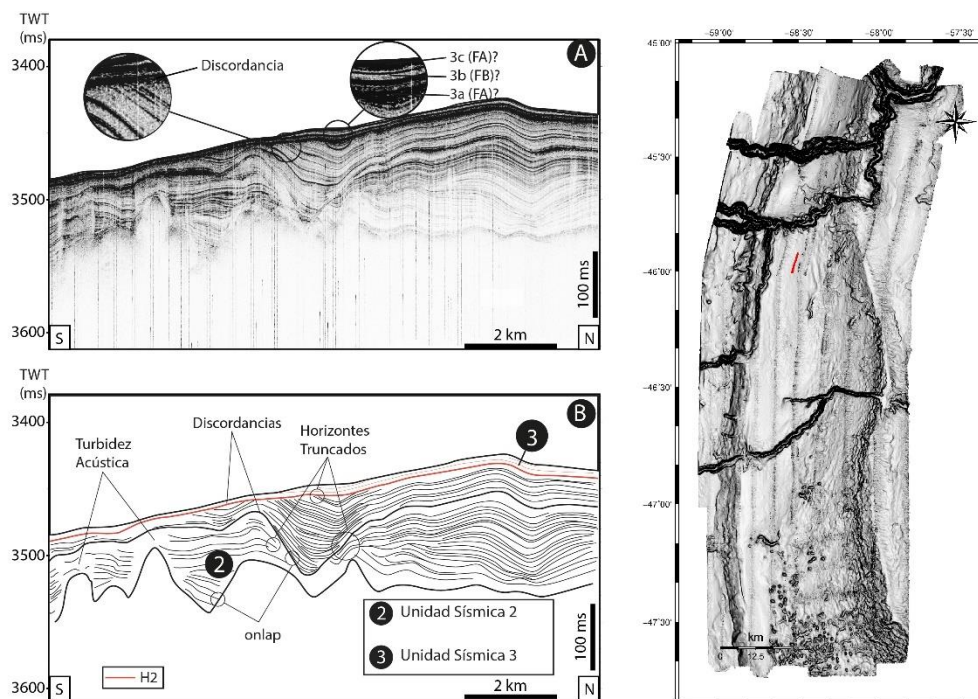 TWT
(ms)
3400
3500
3600
Discordancia
3c (FA)?
3b (FB)?
3a (FA)?
A
100 ms
2 km
S
N
TWT
(ms)
3400
3500
3600
Turbidez
Acústica
Discordancias
Horizontes
Truncados
B
3
2
onlap
2 Unidad Sísmica 2
3 Unidad Sísmica 3
100 ms
H2
2 km
S
N
-59°00' -58°30' -58°00' -57°30'
45°00'
-45°30'
-46°00'
-46°30'
-47°00'
-47°30'
km
0 12.5